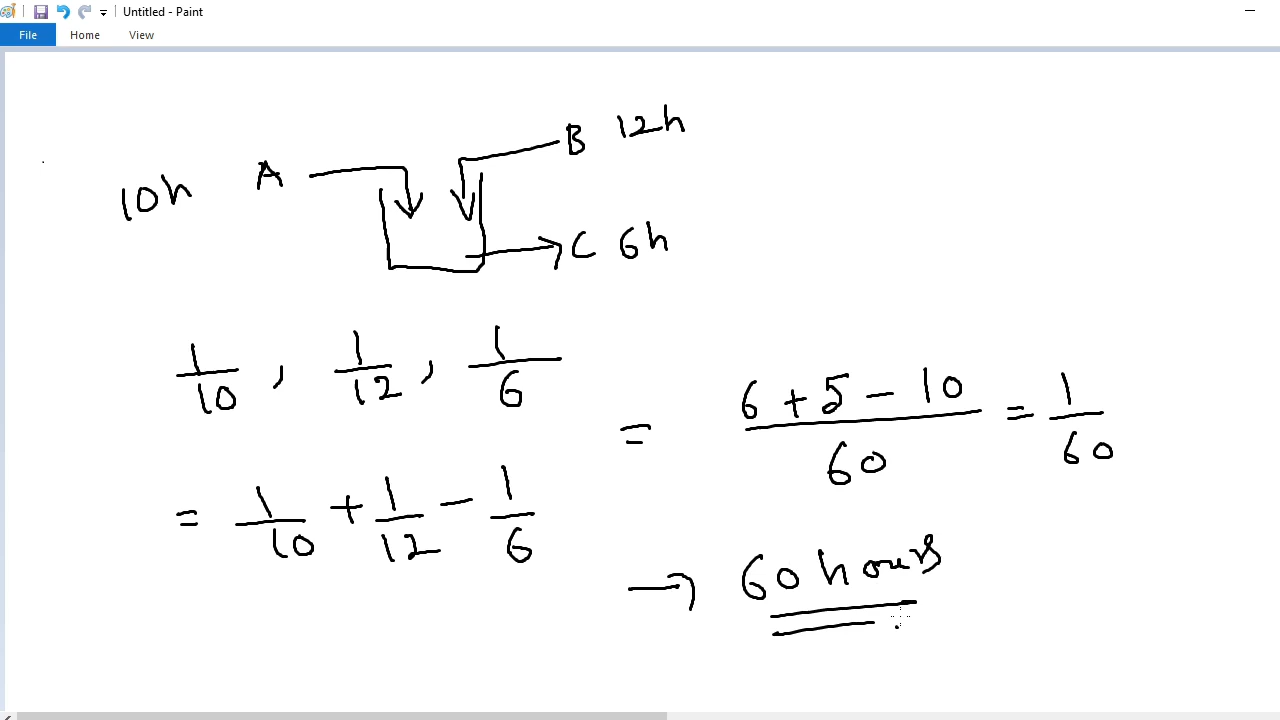 Untitled - Paint
File Home View
B 12h
10h A
C 6h
1/10 , 1/12 , 1/6
= (6 + 5 - 10)/60 = 1/60
= 1/10 + 1/12 - 1/6
→ 60 hours